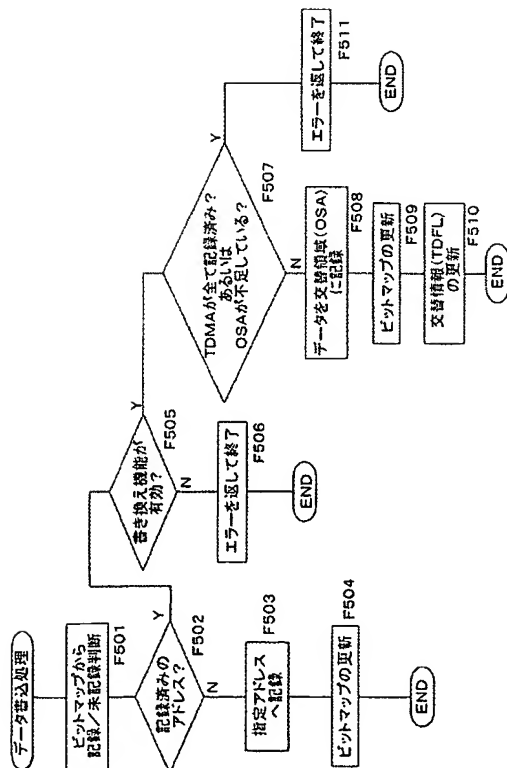 データ書込処理
ビットマップから
記録／未記録判断
F501
記録済みの
アドレス？
F502
Y
N
指定アドレス
へ記録
F503
ビットマップの更新
F504
END
書き換え機能が
有効？
F505
Y
N
エラーを返して終了
F506
END
TDMAが全て記録済み？
あるいは
OSAが不足している？
F507
Y
N
データを交替領域(OSA)
に記録
F508
ビットマップの更新
F509
交替情報(TDFL)
の更新
F510
END
エラーを返して終了
F511
END